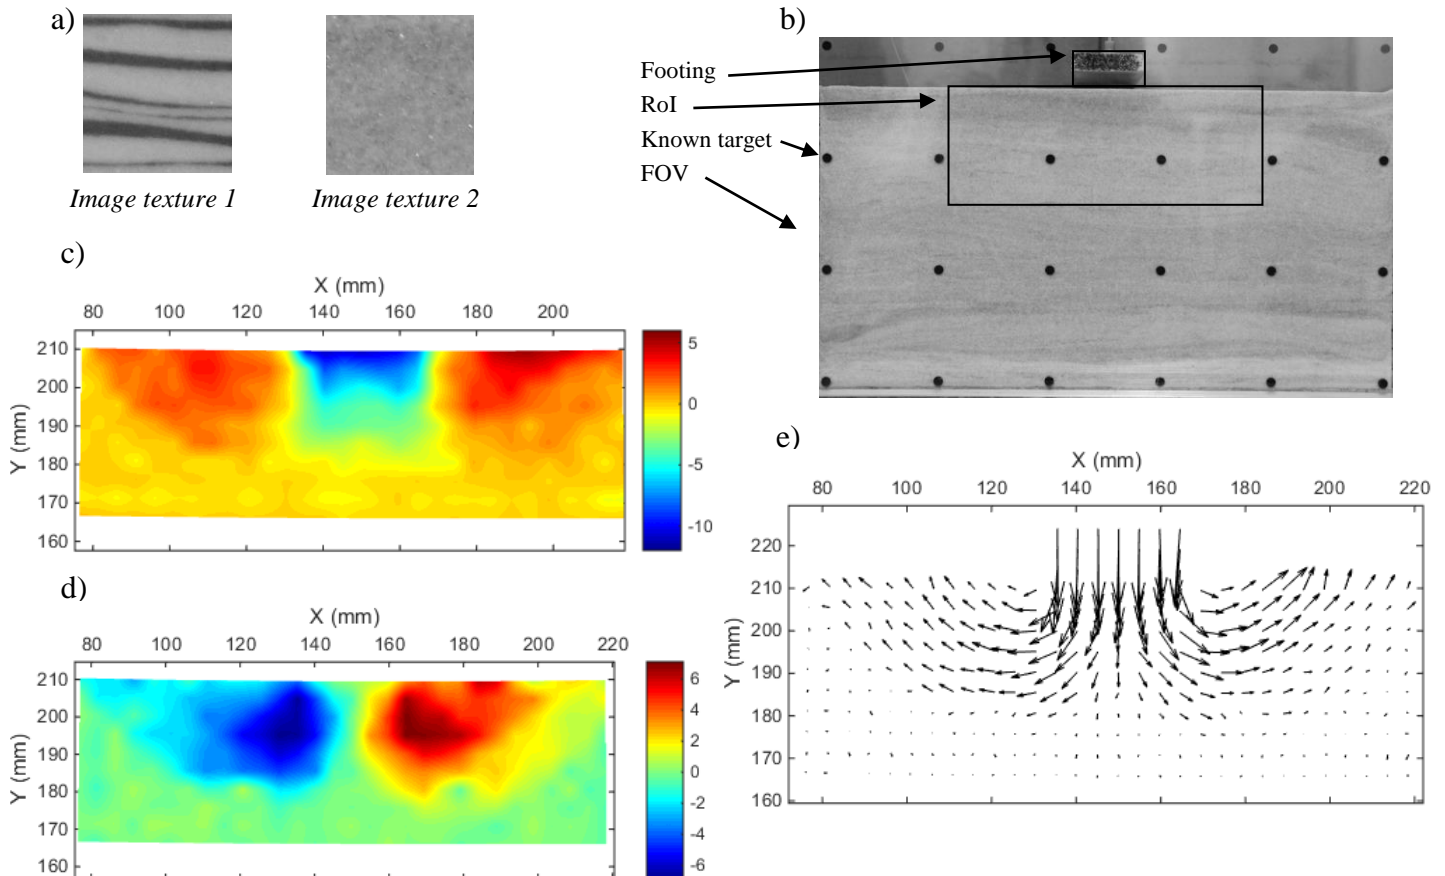 a)
Image texture 1
Image texture 2
b)
Footing
RoI
Known target
FOV
c)
X (mm)
80 100 120 140 160 180 200
210
200
190
180
170
160
Y (mm)
5
0
-5
-10
d)
X (mm)
80 100 120 140 160 180 200 220
210
200
190
180
170
160
Y (mm)
6
4
2
0
-2
-4
-6
e)
X (mm)
80 100 120 140 160 180 200 220
220
210
200
190
180
170
160
Y (mm)